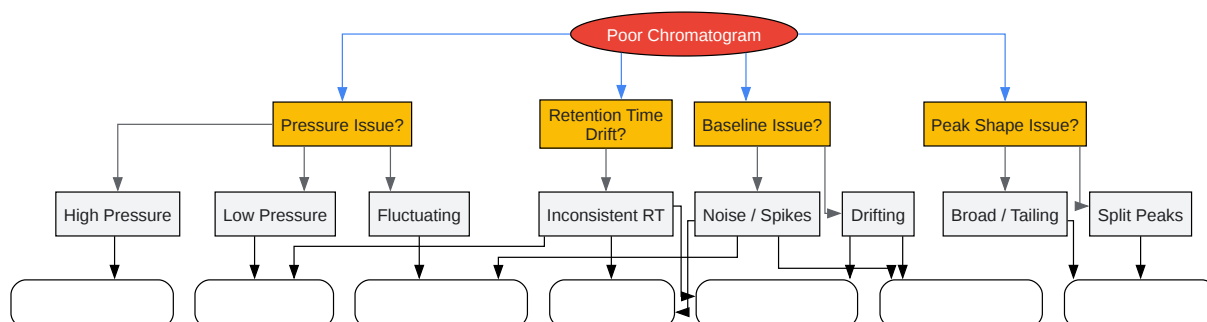 Poor Chromatogram
Pressure Issue?
Retention Time
Drift?
Baseline Issue?
Peak Shape Issue?
High Pressure
Low Pressure
Fluctuating
Inconsistent RT
Noise / Spikes
Drifting
Broad / Tailing
Split Peaks